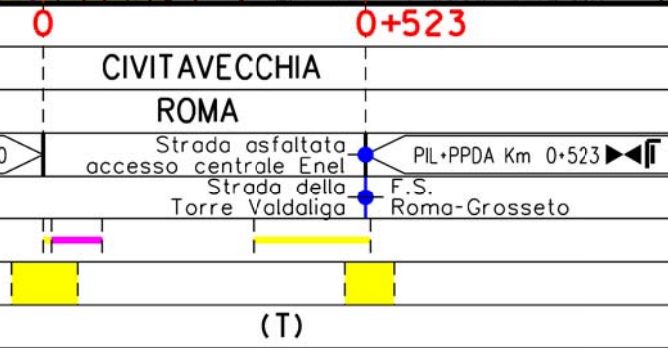 0 0+523
CIVITAVECCHIA
ROMA
0 Strada asfaltata
accesso centrale Enel PIL+PPDA Km 0+523
Strada della F.S.
Torre Valdaliga Roma-Grosseto
(T)